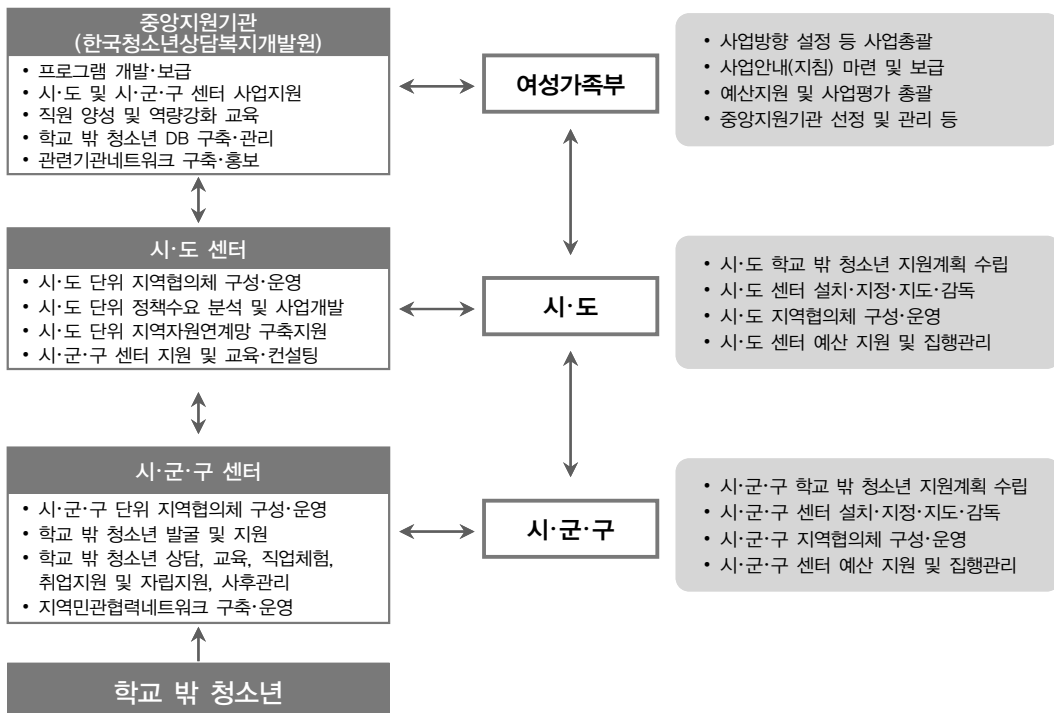 중앙지원기관
(한국청소년상담복지개발원)
• 프로그램 개발·보급
• 시·도 및 시·군·구 센터 사업지원
• 직원 양성 및 역량강화 교육
• 학교 밖 청소년 DB 구축·관리
• 관련기관네트워크 구축·홍보
여성가족부
• 사업방향 설정 등 사업총괄
• 사업안내(지침) 마련 및 보급
• 예산지원 및 사업평가 총괄
• 중앙지원기관 선정 및 관리 등
시·도 센터
• 시·도 단위 지역협의체 구성·운영
• 시·도 단위 정책수요 분석 및 사업개발
• 시·도 단위 지역자원연계망 구축지원
• 시·군·구 센터 지원 및 교육·컨설팅
시·도
• 시·도 학교 밖 청소년 지원계획 수립
• 시·도 센터 설치·지정·지도·감독
• 시·도 지역협의체 구성·운영
• 시·도 센터 예산 지원 및 집행관리
시·군·구 센터
• 시·군·구 단위 지역협의체 구성·운영
• 학교 밖 청소년 발굴 및 지원
• 학교 밖 청소년 상담, 교육, 직업체험,
취업지원 및 자립지원, 사후관리
• 지역민관협력네트워크 구축·운영
시·군·구
• 시·군·구 학교 밖 청소년 지원계획 수립
• 시·군·구 센터 설치·지정·지도·감독
• 시·군·구 지역협의체 구성·운영
• 시·군·구 센터 예산 지원 및 집행관리
학교 밖 청소년